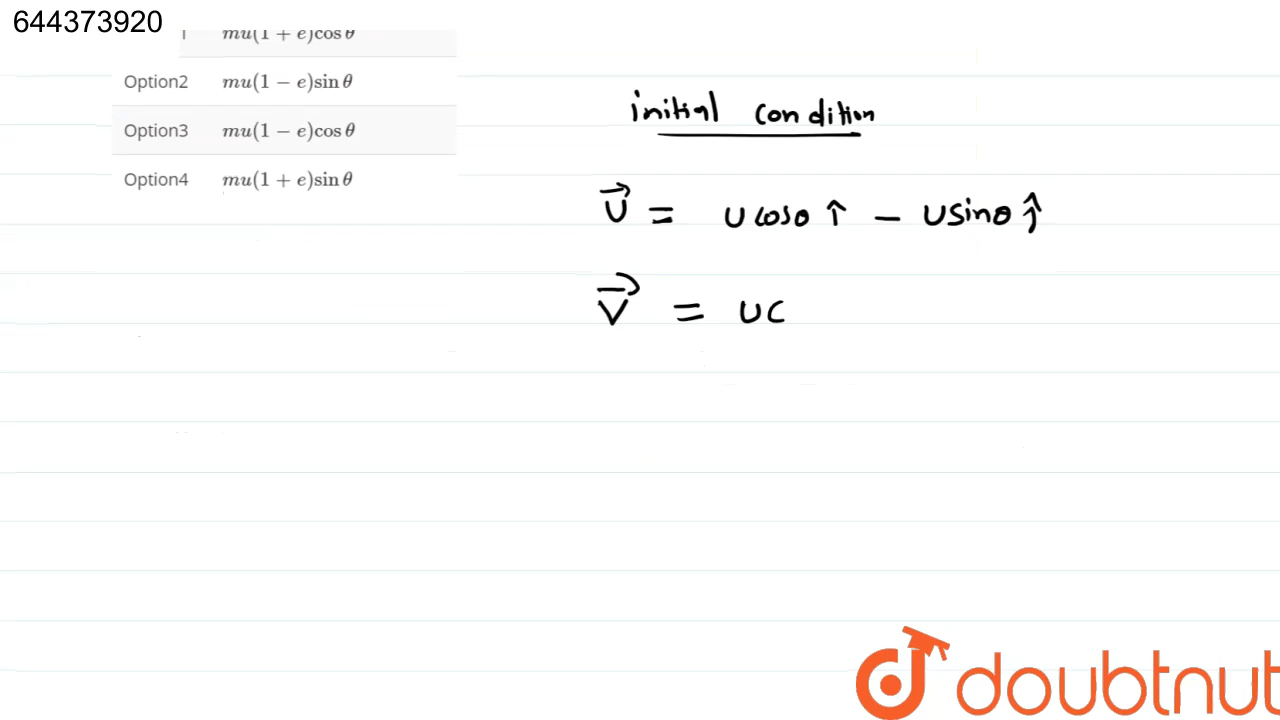 644373920
mu(1 + e)cos θ
Option2 mu(1 − e)sin θ
Option3 mu(1 − e)cos θ
Option4 mu(1 + e)sin θ
initial condition
U⃗ = U cosθ î − U sinθ ĵ
V⃗ = UC
doubtnut